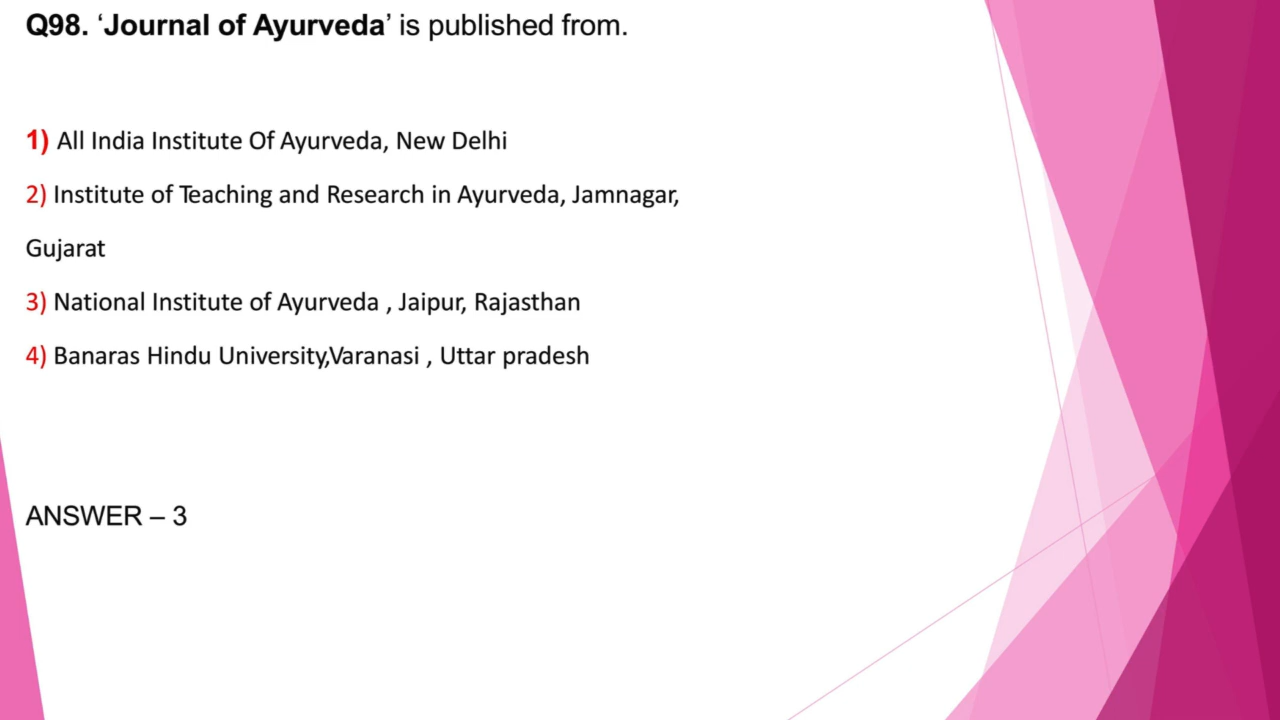 Q98. ‘Journal of Ayurveda’ is published from.
1) All India Institute Of Ayurveda, New Delhi
2) Institute of Teaching and Research in Ayurveda, Jamnagar,
Gujarat
3) National Institute of Ayurveda , Jaipur, Rajasthan
4) Banaras Hindu University,Varanasi , Uttar pradesh
ANSWER – 3